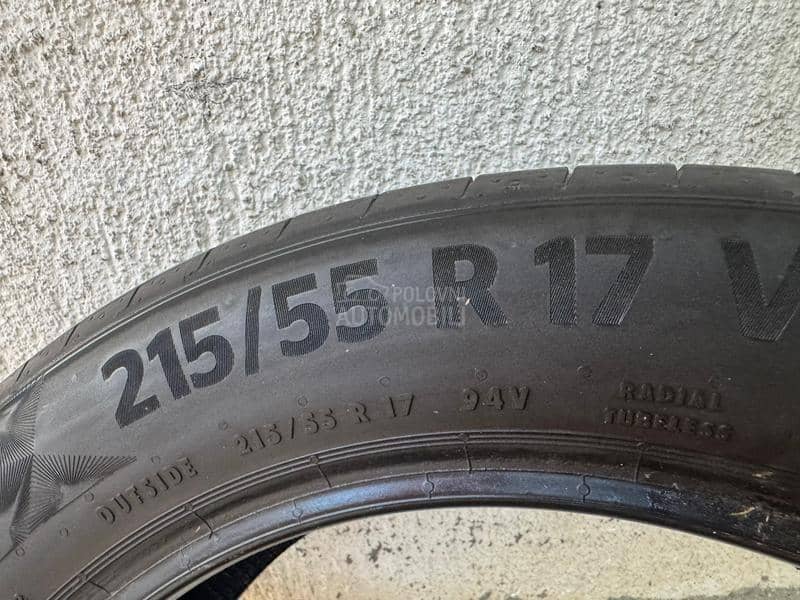 215/55 R 17 V
POLOVNI
AUTOMOBILI
OUTSIDE 215/55 R 17 94V
RADIAL
TUBELESS